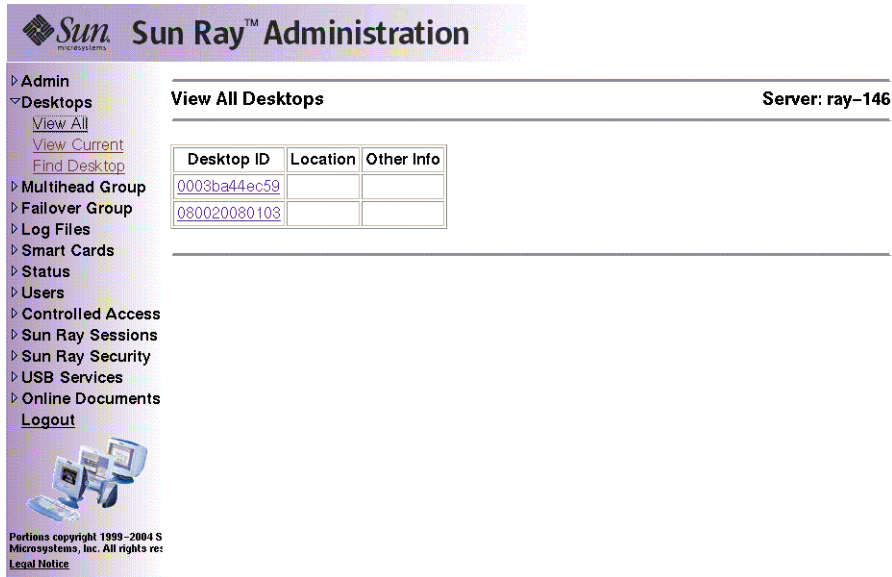 Sun microsystems Sun Ray™ Administration
Admin
Desktops
View All
View Current
Find Desktop
Multihead Group
Failover Group
Log Files
Smart Cards
Status
Users
Controlled Access
Sun Ray Sessions
Sun Ray Security
USB Services
Online Documents
Logout
Portions copyright 1999–2004 S
Microsystems, Inc. All rights res
Legal Notice
View All Desktops Server: ray–146
Desktop ID Location Other Info
0003ba44ec59
080020080103